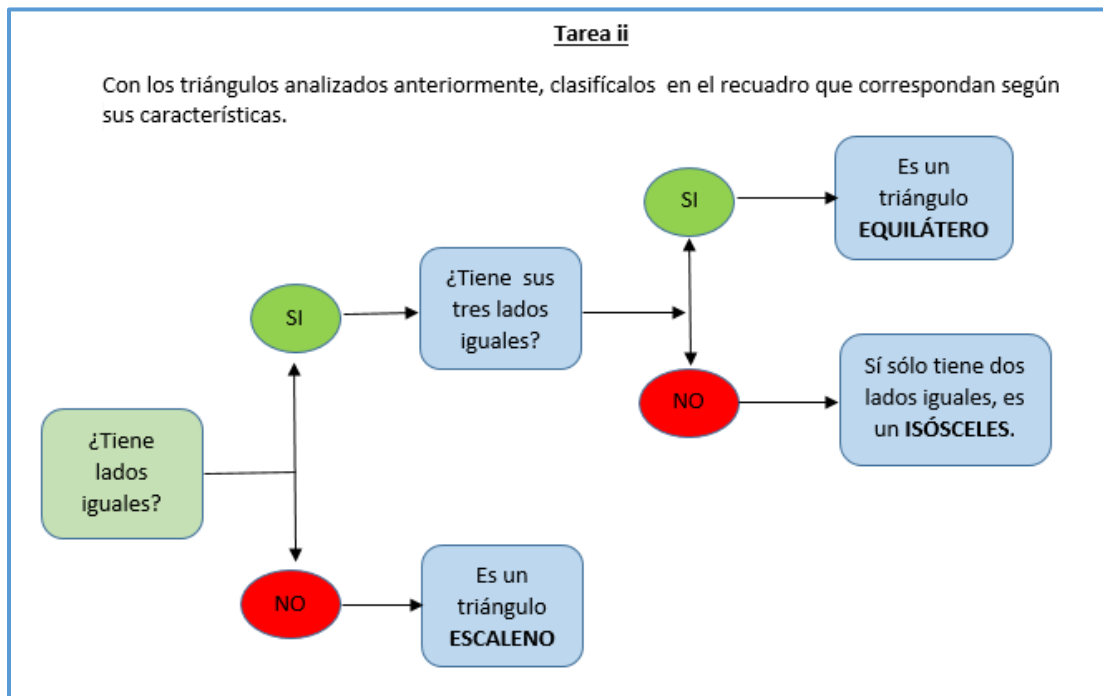 Tarea ii
Con los triángulos analizados anteriormente, clasifícalos en el recuadro que correspondan según
sus características.
¿Tiene
lados
iguales?
SI
¿Tiene sus
tres lados
iguales?
SI
Es un
triángulo
EQUILÁTERO
NO
Sí sólo tiene dos
lados iguales, es
un ISÓSCELES.
NO
Es un
triángulo
ESCALENO